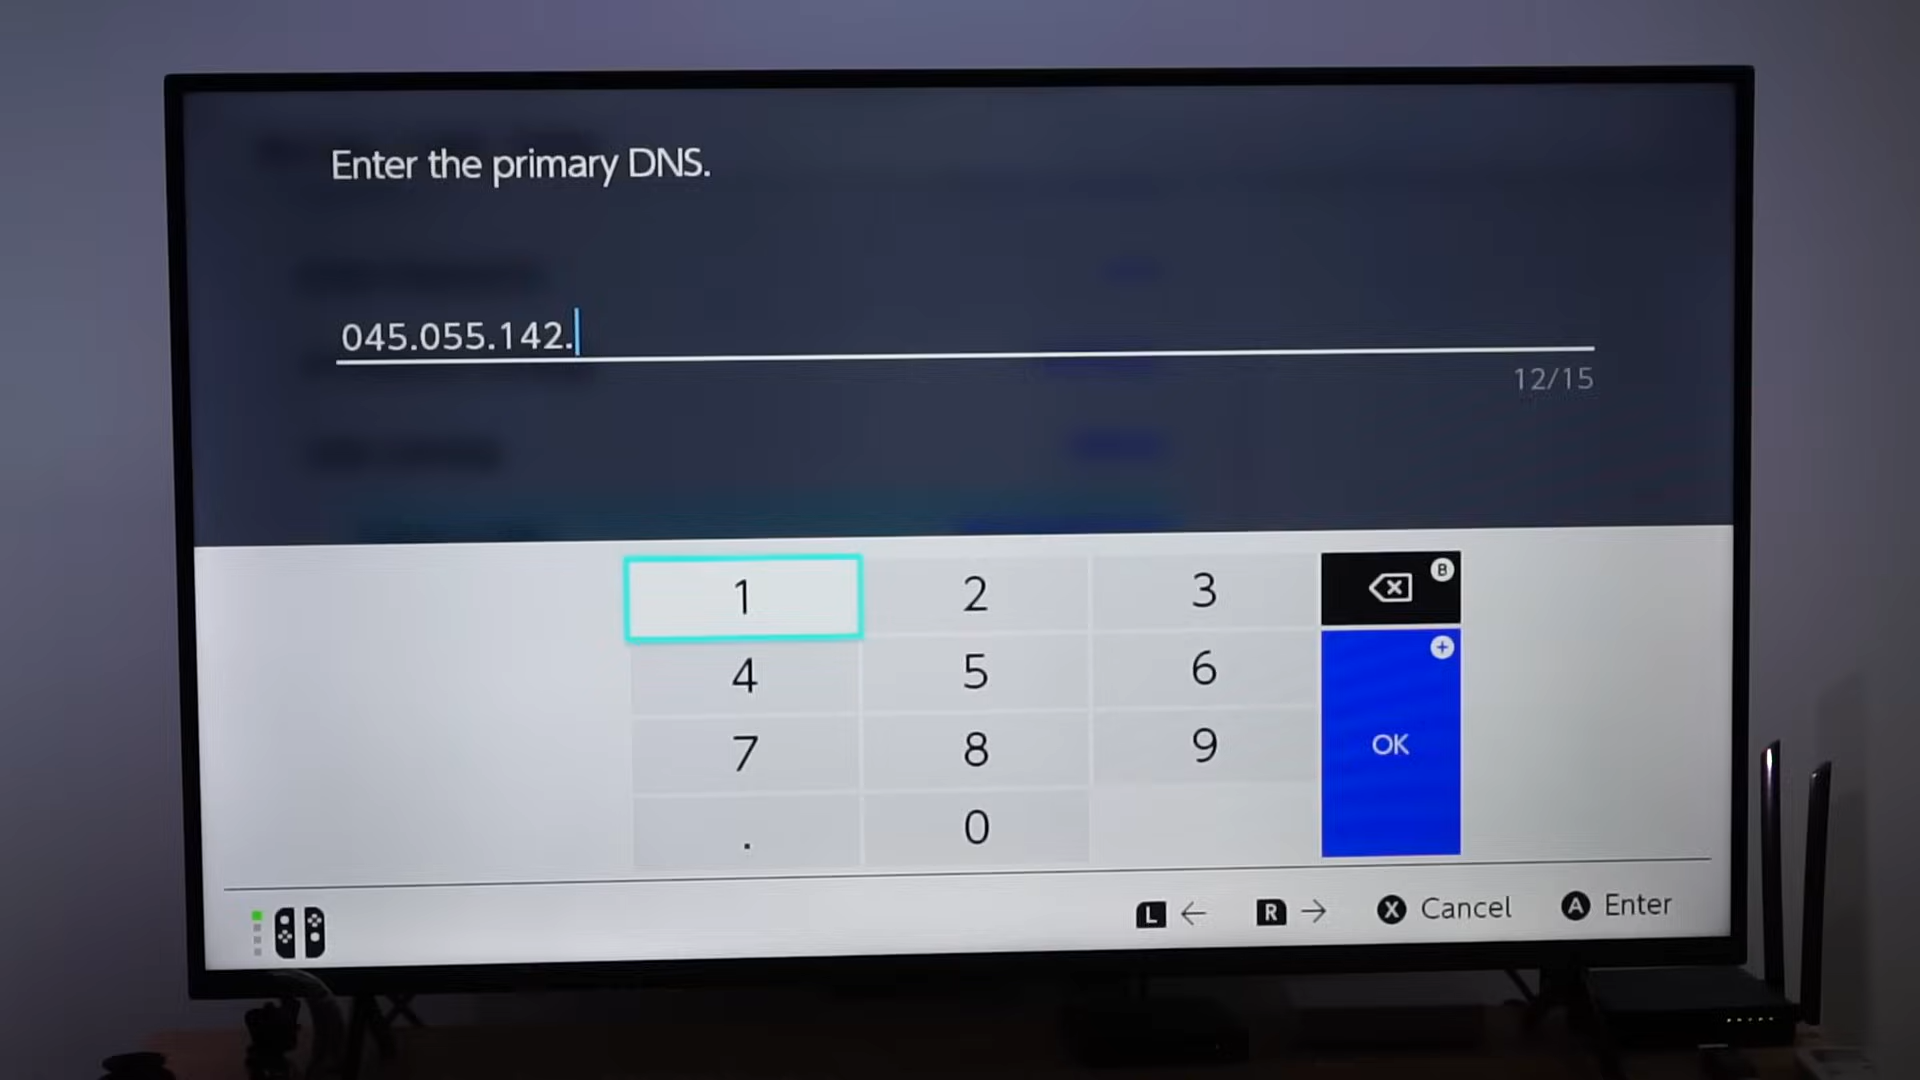 Enter the primary DNS.
045.055.142.
12/15
1 2 3 B
4 5 6 +
7 8 9 OK
. 0
L ← R → X Cancel A Enter